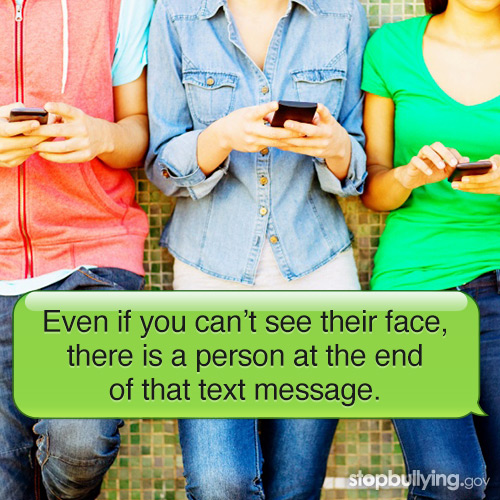 Even if you can't see their face,
there is a person at the end
of that text message.
stopbullying.gov